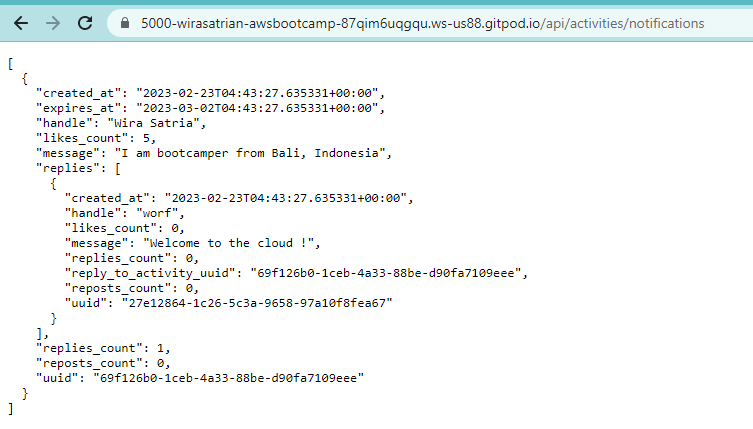 5000-wirasatrian-awsbootcamp-87qim6uqgqu.ws-us88.gitpod.io/api/activities/notifications
[
  {
    "created_at": "2023-02-23T04:43:27.635331+00:00",
    "expires_at": "2023-03-02T04:43:27.635331+00:00",
    "handle": "Wira Satria",
    "likes_count": 5,
    "message": "I am bootcamper from Bali, Indonesia",
    "replies": [
      {
        "created_at": "2023-02-23T04:43:27.635331+00:00",
        "handle": "worf",
        "likes_count": 0,
        "message": "Welcome to the cloud !",
        "replies_count": 0,
        "reply_to_activity_uuid": "69f126b0-1ceb-4a33-88be-d90fa7109eee",
        "reposts_count": 0,
        "uuid": "27e12864-1c26-5c3a-9658-97a10f8fea67"
      }
    ],
    "replies_count": 1,
    "reposts_count": 0,
    "uuid": "69f126b0-1ceb-4a33-88be-d90fa7109eee"
  }
]